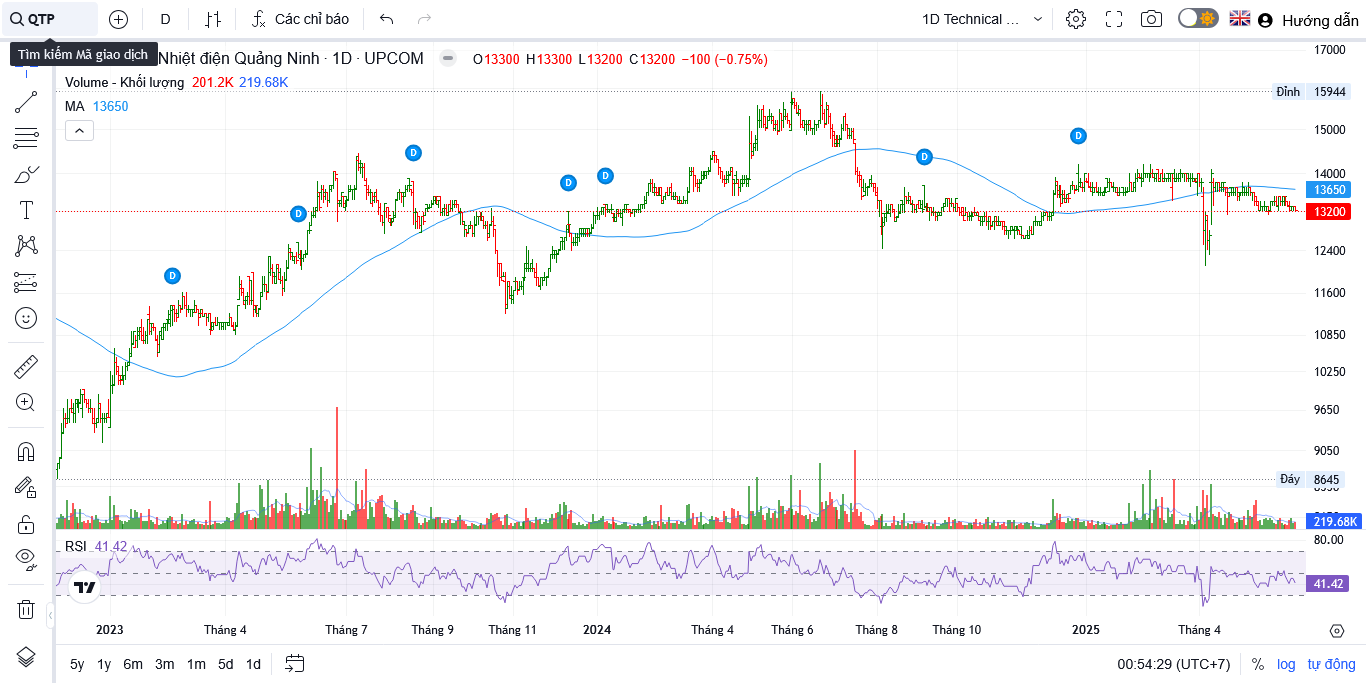 QTP
D
Các chỉ báo
1D Technical ...
Hướng dẫn
Tìm kiếm Mã giao dịch
Nhiệt điện Quảng Ninh · 1D · UPCOM
O13300 H13300 L13200 C13200 −100 (−0.75%)
Volume - Khối lượng 201.2K 219.68K
MA 13650
17000
Đỉnh 15944
15000
14000
13650
13200
12400
11600
10850
10250
9650
9050
Đáy 8645
219.68K
D
D
D
D
D
D
D
RSI 41.42
80.00
41.42
2023
Tháng 4
Tháng 7
Tháng 9
Tháng 11
2024
Tháng 4
Tháng 6
Tháng 8
Tháng 10
2025
Tháng 4
5y 1y 6m 3m 1m 5d 1d
00:54:29 (UTC+7)
% log tự động